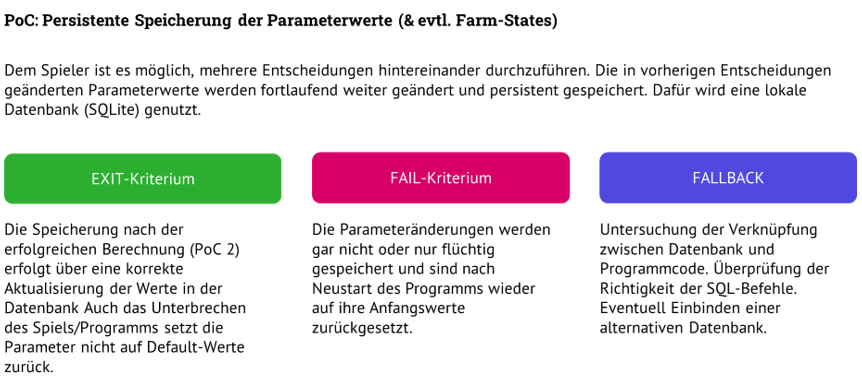 PoC: Persistente Speicherung der Parameterwerte (& evtl. Farm-States)
Dem Spieler ist es möglich, mehrere Entscheidungen hintereinander durchzuführen. Die in vorherigen Entscheidungen
geänderten Parameterwerte werden fortlaufend weiter geändert und persistent gespeichert. Dafür wird eine lokale
Datenbank (SQLite) genutzt.
EXIT-Kriterium
Die Speicherung nach der
erfolgreichen Berechnung (PoC 2)
erfolgt über eine korrekte
Aktualisierung der Werte in der
Datenbank Auch das Unterbrechen
des Spiels/Programms setzt die
Parameter nicht auf Default-Werte
zurück.
FAIL-Kriterium
Die Parameteränderungen werden
gar nicht oder nur flüchtig
gespeichert und sind nach
Neustart des Programms wieder
auf ihre Anfangswerte
zurückgesetzt.
FALLBACK
Untersuchung der Verknüpfung
zwischen Datenbank und
Programmcode. Überprüfung der
Richtigkeit der SQL-Befehle.
Eventuell Einbinden einer
alternativen Datenbank.